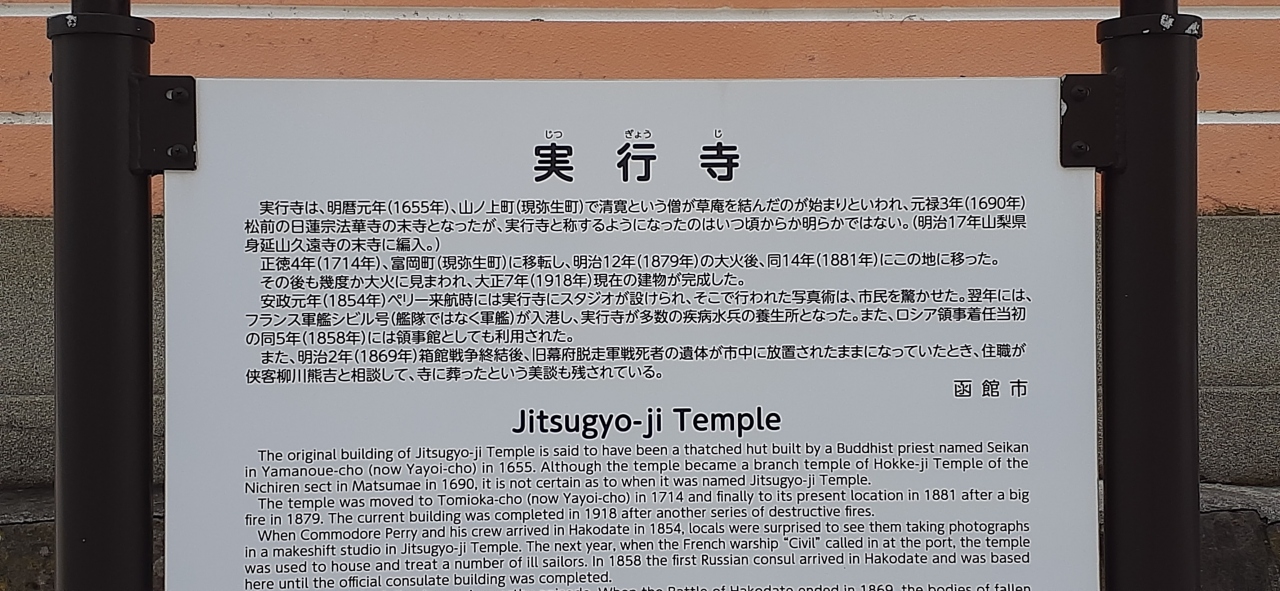 じつ ぎょう じ
実行寺
実行寺は、明暦元年(1655年)、山ノ上町(現弥生町)で清寛という僧が草庵を結んだのが始まりといわれ、元禄3年(1690年)
松前の日蓮宗法華寺の末寺となったが、実行寺と称するようになったのはいつ頃からか明らかではない。(明治17年山梨県
身延山久遠寺の末寺に編入。)
正徳4年(1714年)、富岡町(現弥生町)に移転し、明治12年(1879年)の大火後、同14年(1881年)にこの地に移った。
その後も幾度か大火に見まわれ、大正7年(1918年)現在の建物が完成した。
安政元年(1854年)ペリー来航時には実行寺にスタジオが設けられ、そこで行われた写真術は、市民を驚かせた。翌年には、
フランス軍艦シビル号(艦隊ではなく軍艦)が入港し、実行寺が多数の疾病水兵の養生所となった。また、ロシア領事着任当初
の同5年(1858年)には領事館としても利用された。
また、明治2年(1869年)箱館戦争終結後、旧幕府脱走軍戦死者の遺体が市中に放置されたままになっていたとき、住職が
侠客柳川熊吉と相談して、寺に葬ったという美談も残されている。
函館市
Jitsugyo-ji Temple
The original building of Jitsugyo-ji Temple is said to have been a thatched hut built by a Buddhist priest named Seikan
in Yamanoue-cho (now Yayoi-cho) in 1655. Although the temple became a branch temple of Hokke-ji Temple of the
Nichiren sect in Matsumae in 1690, it is not certain as to when it was named Jitsugyo-ji Temple.
The temple was moved to Tomioka-cho (now Yayoi-cho) in 1714 and finally to its present location in 1881 after a big
fire in 1879. The current building was completed in 1918 after another series of destructive fires.
When Commodore Perry and his crew arrived in Hakodate in 1854, locals were surprised to see them taking photographs
in a makeshift studio in Jitsugyo-ji Temple. The next year, when the French warship “Civil” called in at the port, the temple
was used to house and treat a number of ill sailors. In 1858 the first Russian consul arrived in Hakodate and was based
here until the official consulate building was completed.
When the Battle of Hakodate ended in 1869, the bodies of fallen